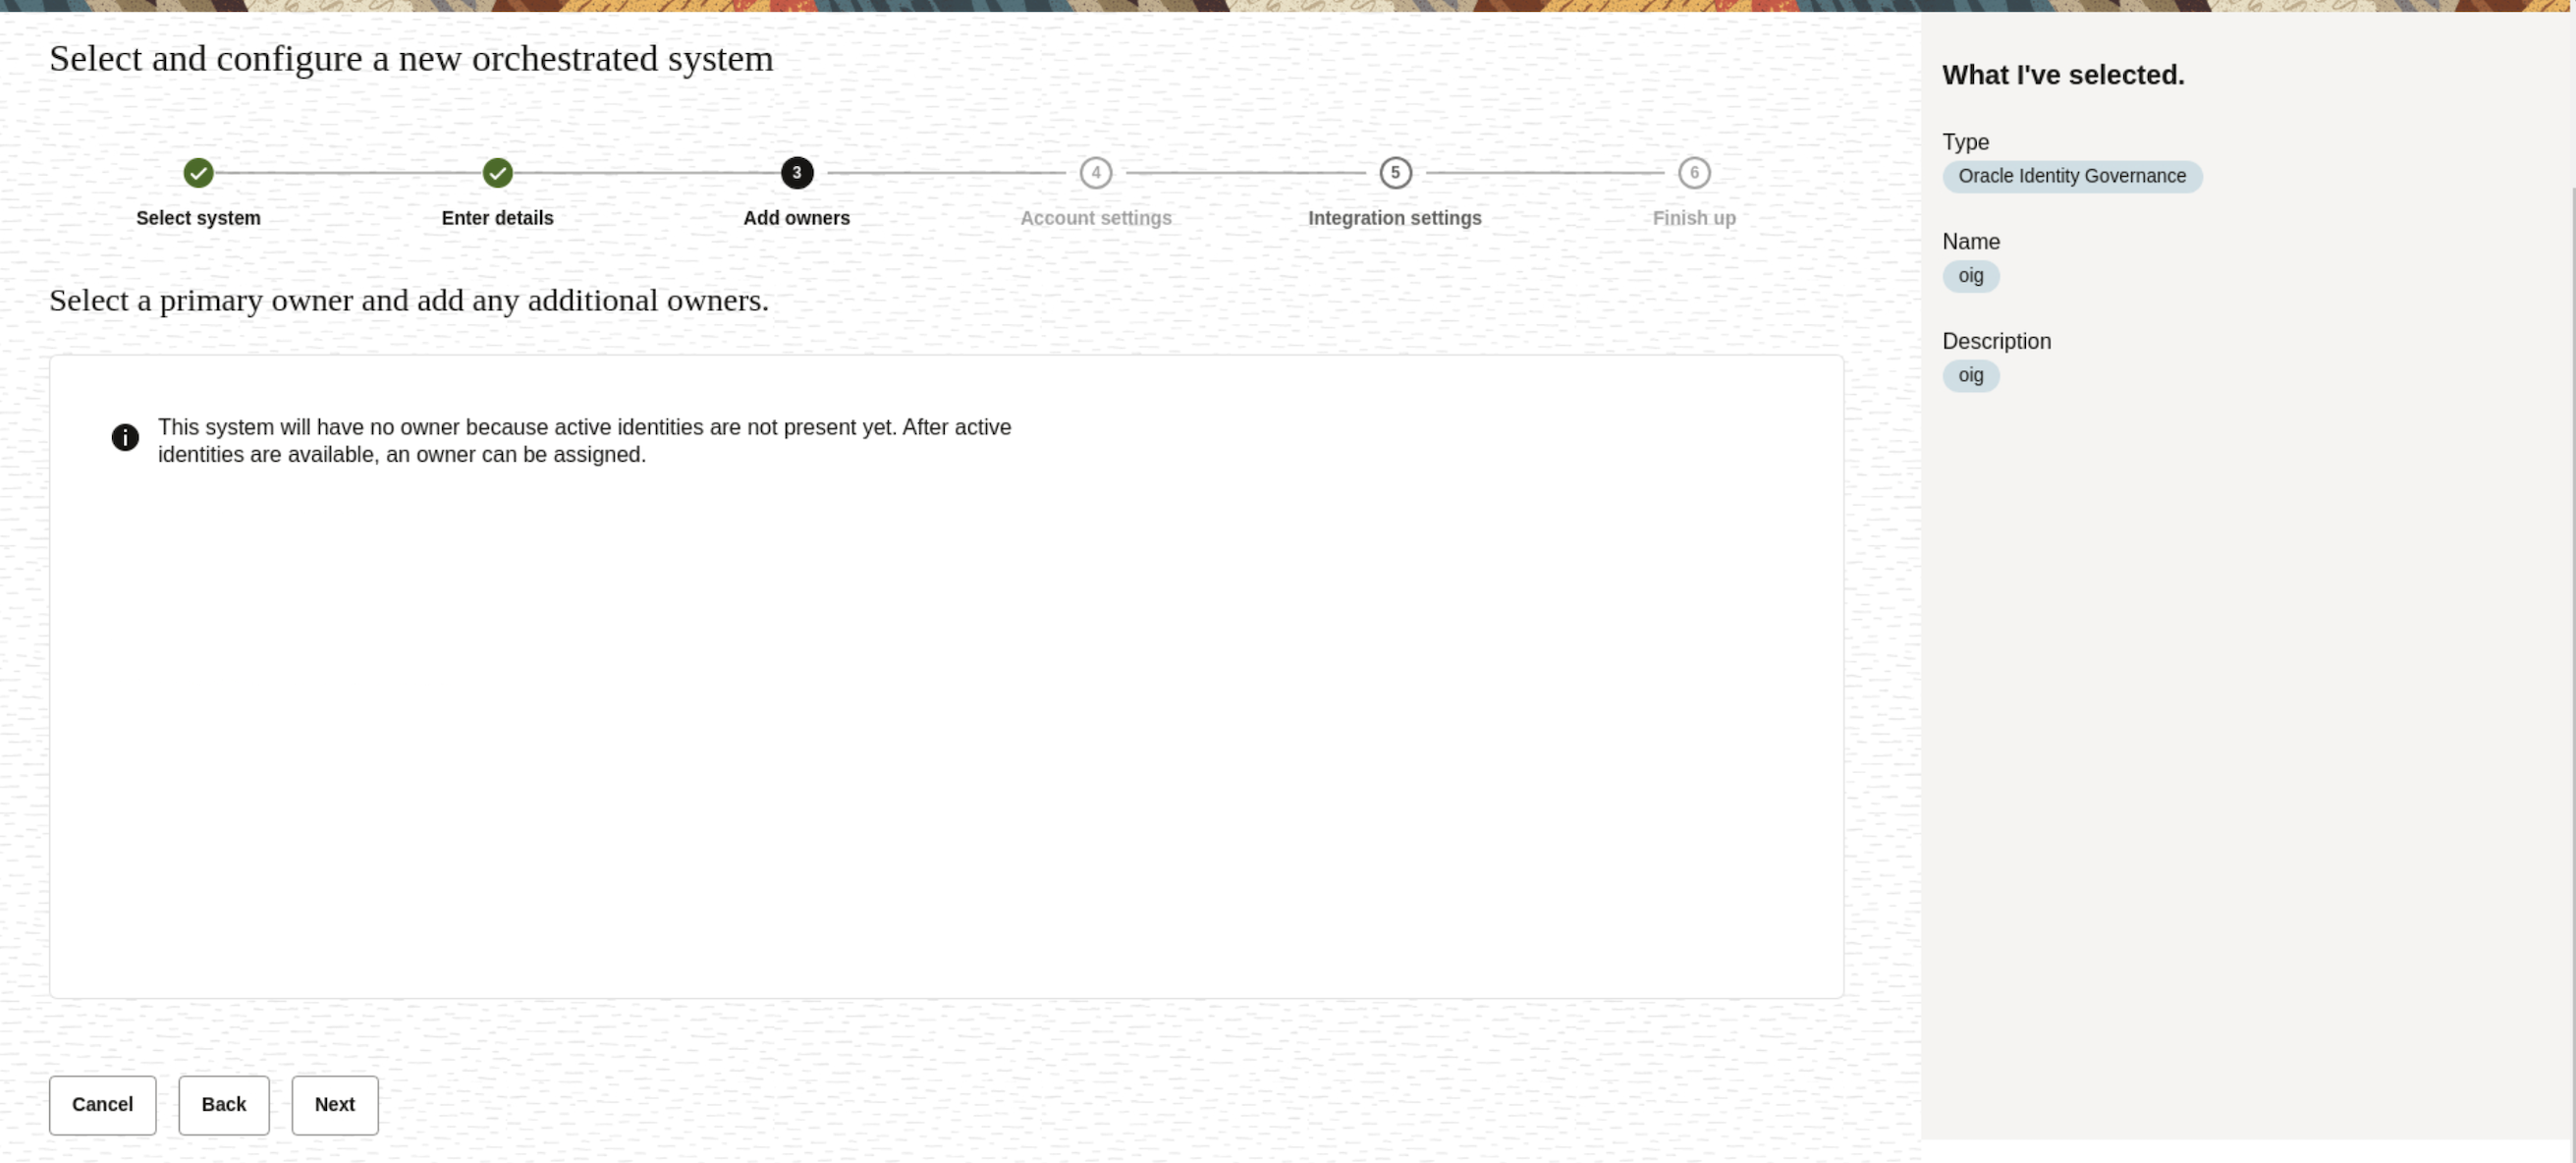 Select and configure a new orchestrated system
3
4
5
6
Select system
Enter details
Add owners
Account settings
Integration settings
Finish up
Select a primary owner and add any additional owners.
This system will have no owner because active identities are not present yet. After active
identities are available, an owner can be assigned.
Cancel
Back
Next
What I've selected.
Type
Oracle Identity Governance
Name
oig
Description
oig